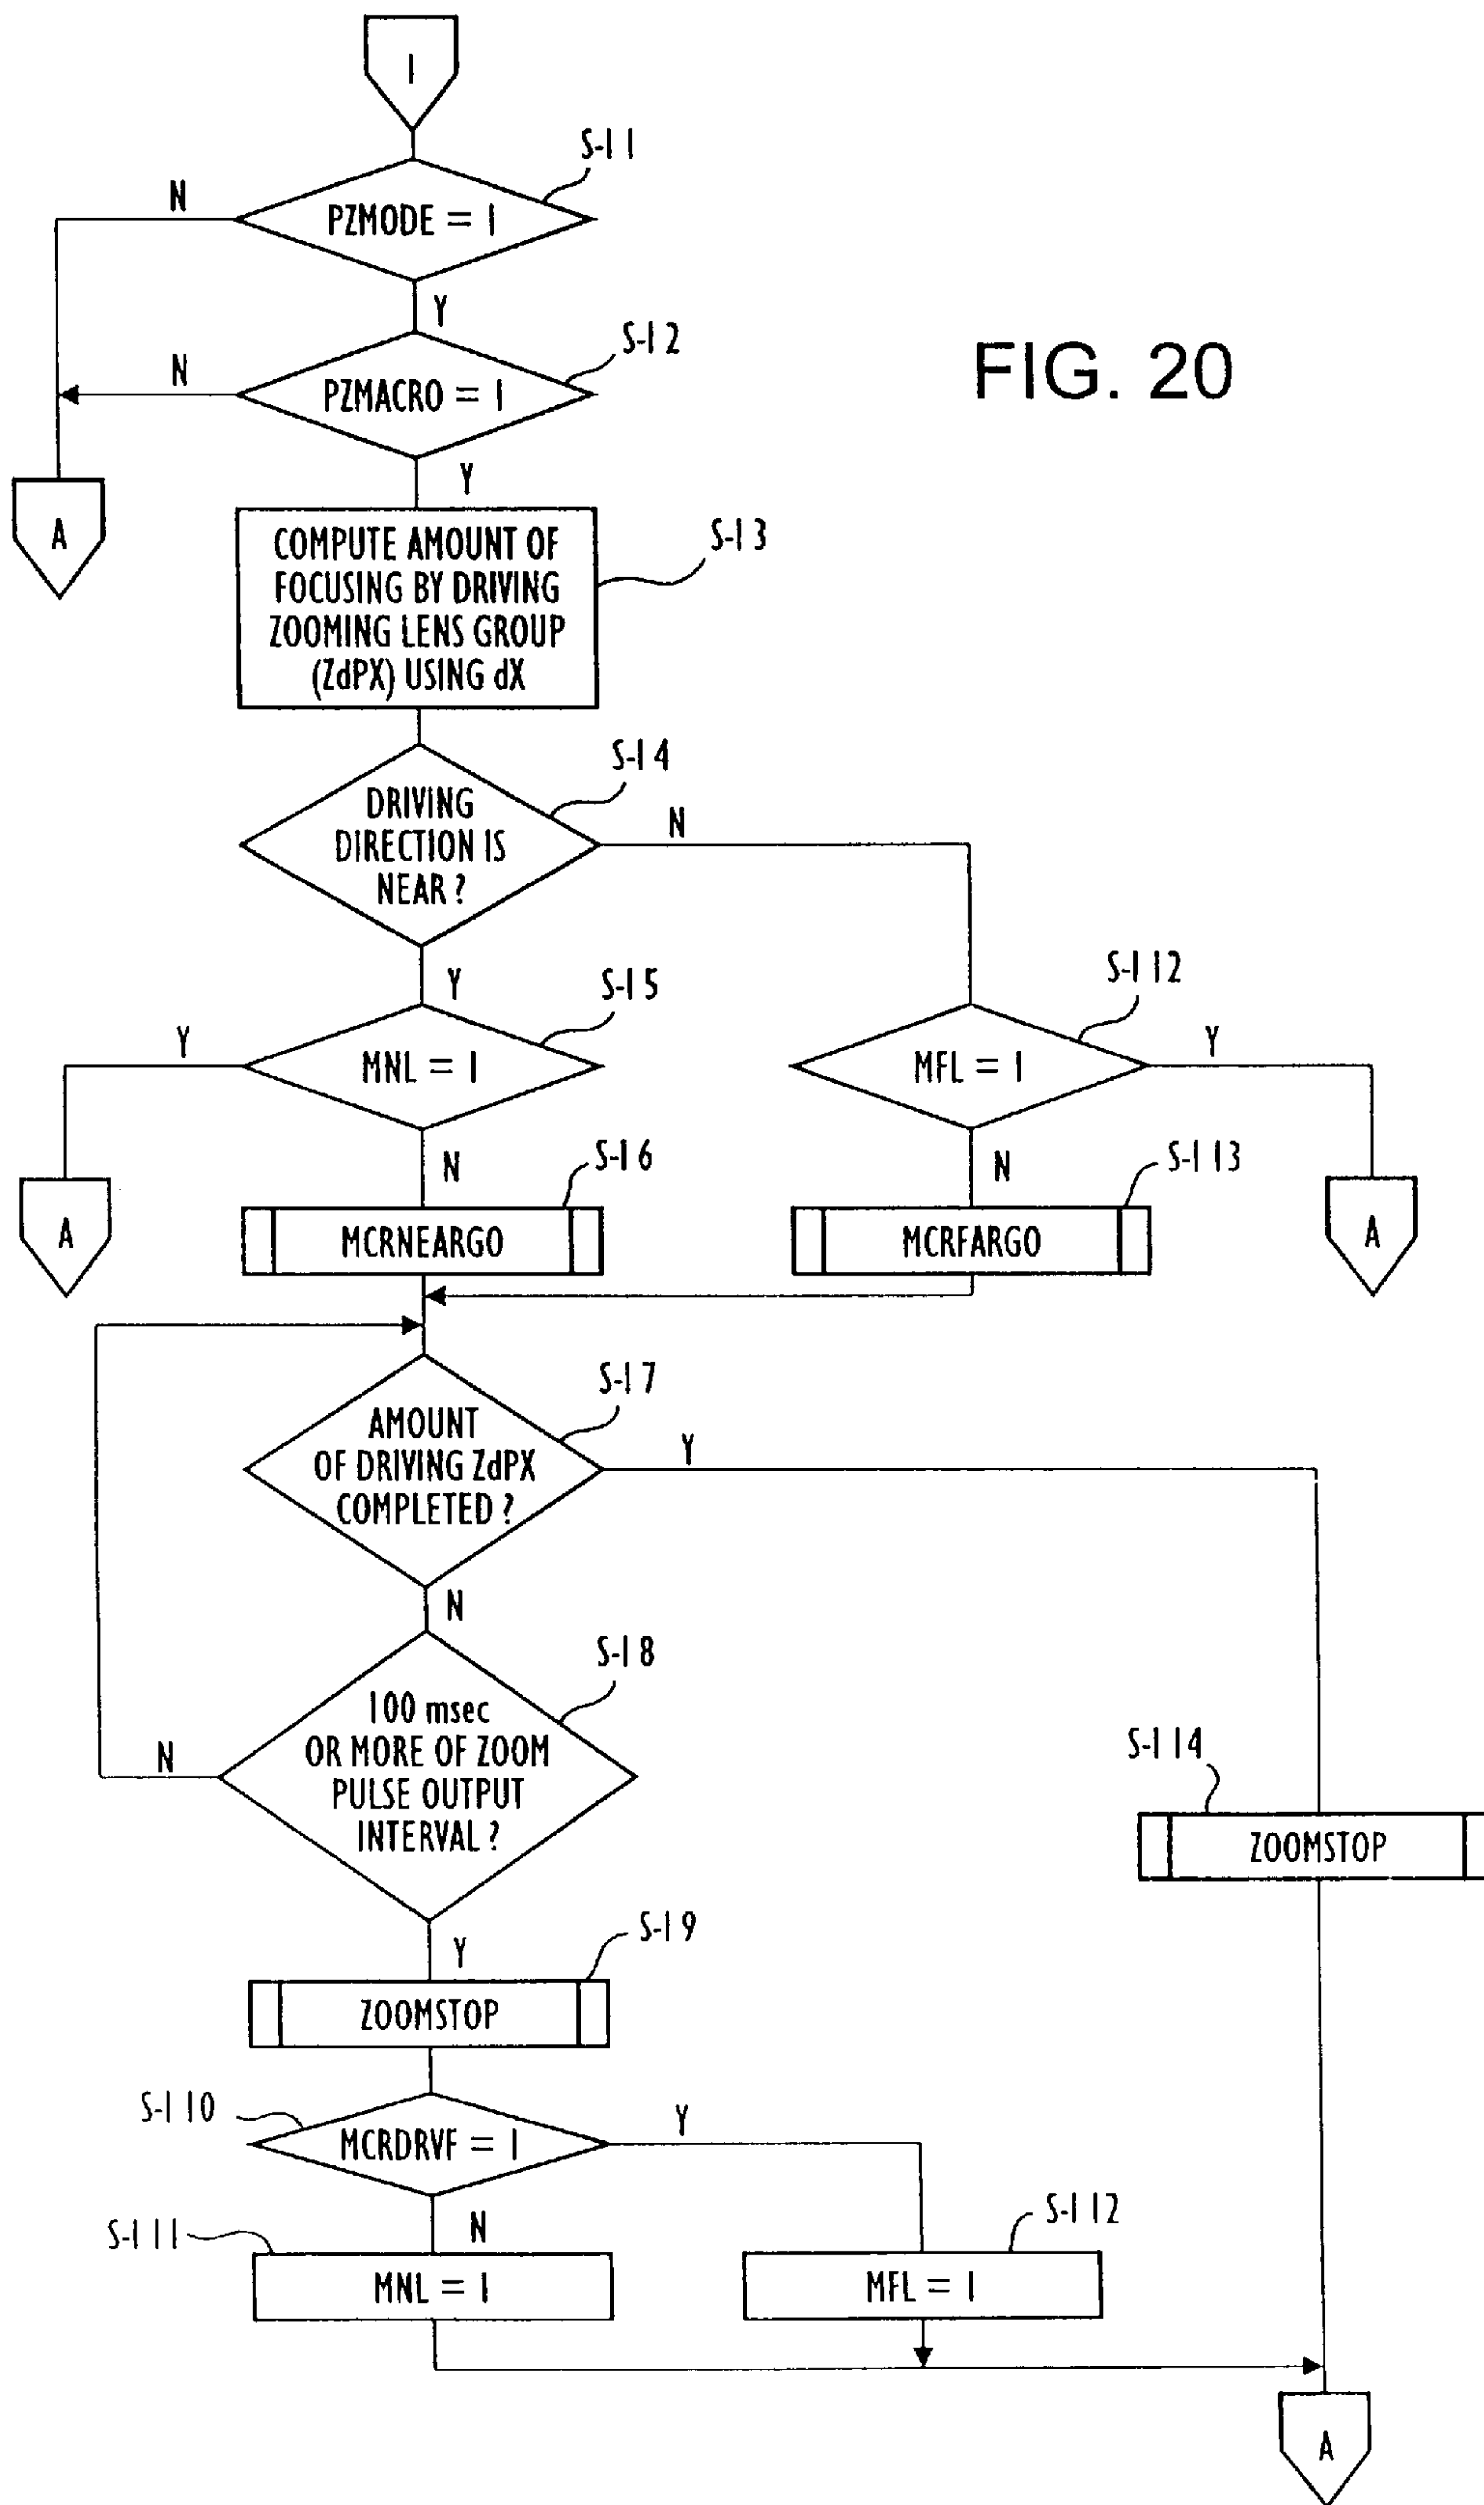 I
S-11
N
PZMODE = 1
Y
S-12
N
PZMACRO = 1
FIG. 20
Y
A
S-13
COMPUTE AMOUNT OF
FOCUSING BY DRIVING
ZOOMING LENS GROUP
(ZdPX) USING dX
S-14
DRIVING
DIRECTION IS
NEAR ?
N
Y
S-15
Y
MNL = 1
S-112
MFL = 1
Y
N
S-16
N
S-113
A
MCRNEARGO
MCRFARGO
A
S-17
AMOUNT
OF DRIVING ZdPX
COMPLETED ?
Y
N
S-18
100 msec
OR MORE OF ZOOM
PULSE OUTPUT
INTERVAL ?
N
S-114
ZOOMSTOP
Y
S-19
ZOOMSTOP
S-110
MCRDRVF = 1
Y
S-111
N
S-112
MNL = 1
MFL = 1
A